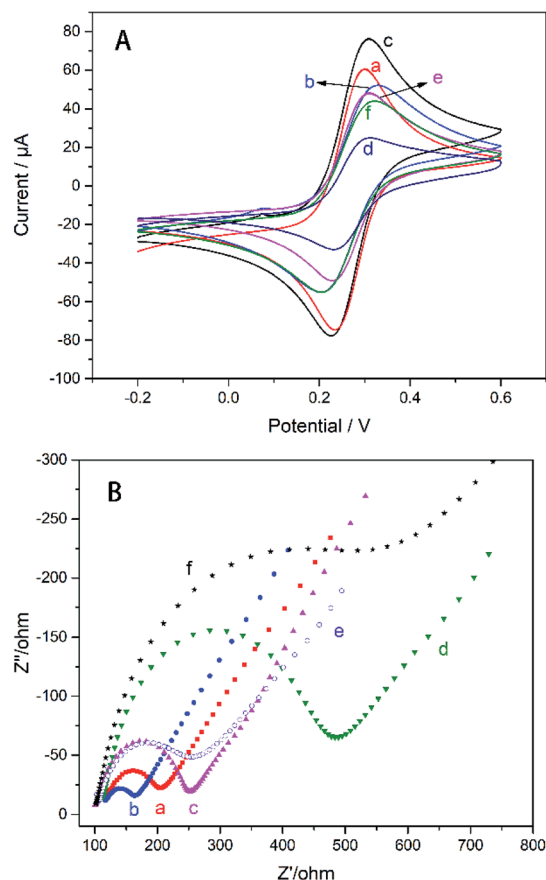 A
80
60
40
20
0
-20
-40
-60
-80
-100
Current / µA
c
a
b
e
f
d
-0.2
0.0
0.2
0.4
0.6
Potential / V
B
-300
-250
-200
-150
-100
-50
0
Z''/ohm
f
e
d
b
a
c
100
200
300
400
500
600
700
800
Z'/ohm